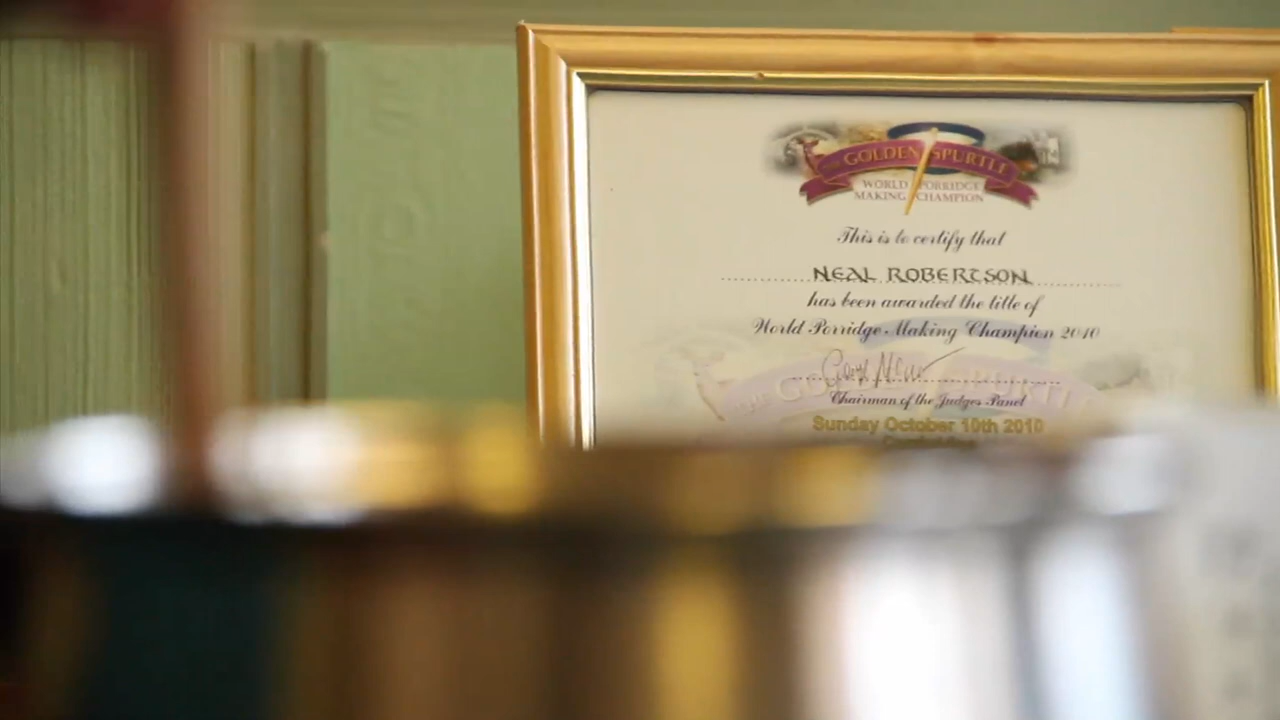 THE GOLDEN SPURTLE
WORLD PORRIDGE
MAKING CHAMPION
This is to certify that
NEAL ROBERTSON
has been awarded the title of
World Porridge Making Champion 2010
Chairman of the Judges Panel
Sunday October 10th 2010